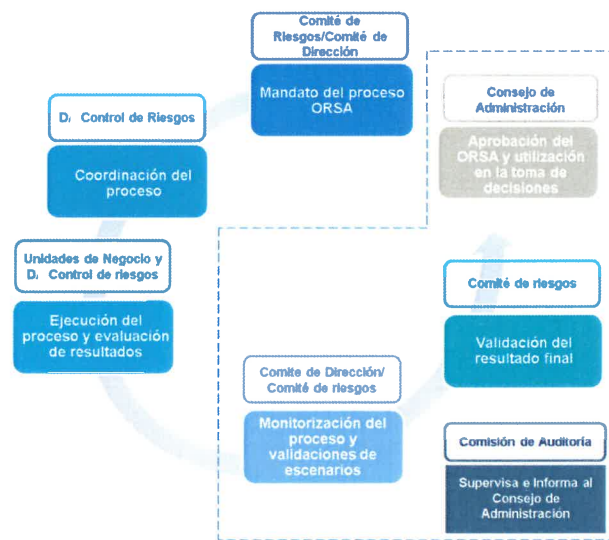 Comité de
Riesgos/Comité de
Dirección
Mandato del proceso
ORSA
Consejo de
Administración
Aprobación del
ORSA y utilización
en la toma de
decisiones
D. Control de Riesgos
Coordinación del
proceso
Unidades de Negocio y
D. Control de riesgos
Ejecución del
proceso y evaluación
de resultados
Comité de riesgos
Validación del
resultado final
Comite de Dirección/
Comité de riesgos
Monitorización del
proceso y
validaciones de
escenarios
Comisión de Auditoría
Supervisa e Informa al
Consejo de
Administración